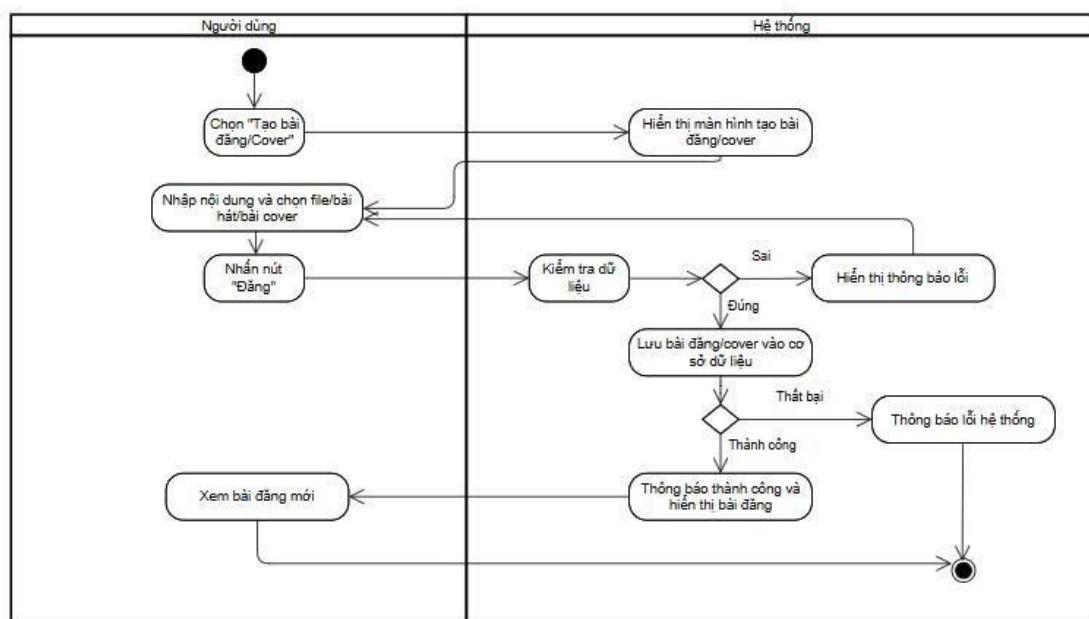 Người dùng
Hệ thống
Chọn "Tạo bài
đăng/Cover"
Hiển thị màn hình tạo bài
đăng/cover
Nhập nội dung và chọn file/bài
hát/bài cover
Nhấn nút
"Đăng"
Kiểm tra dữ
liệu
Sai
Hiển thị thông báo lỗi
Đúng
Lưu bài đăng/cover vào cơ
sở dữ liệu
Thất bại
Thông báo lỗi hệ thống
Thành công
Xem bài đăng mới
Thông báo thành công và
hiển thị bài đăng